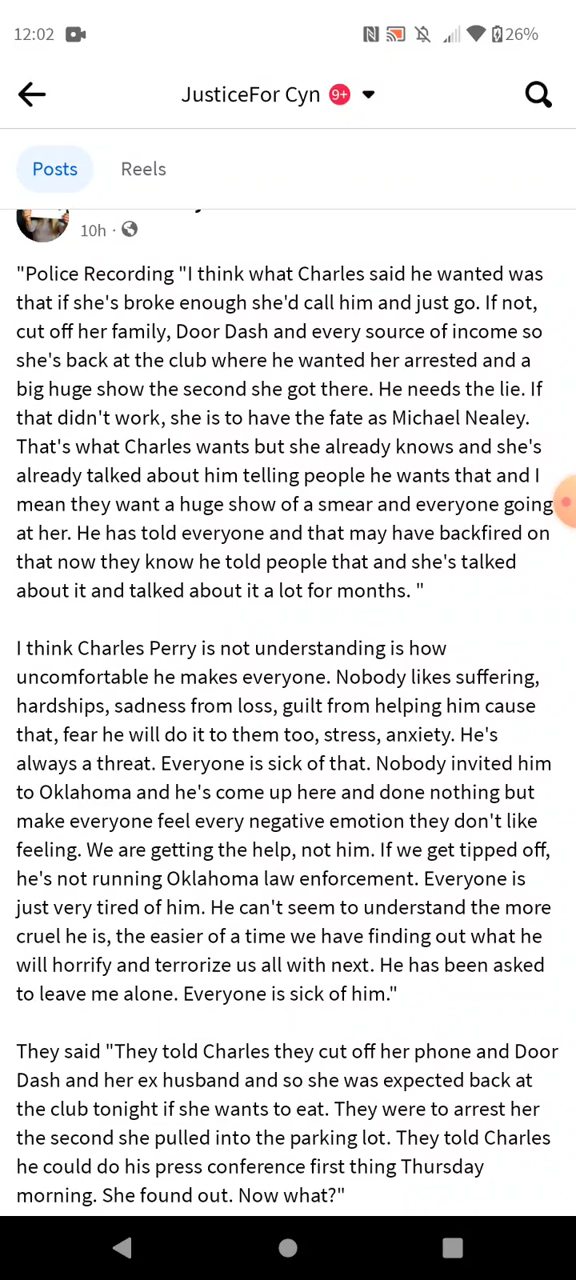 12:02
26%
JusticeFor Cyn 9+
Posts Reels
10h ·
"Police Recording "I think what Charles said he wanted was
that if she's broke enough she'd call him and just go. If not,
cut off her family, Door Dash and every source of income so
she's back at the club where he wanted her arrested and a
big huge show the second she got there. He needs the lie. If
that didn't work, she is to have the fate as Michael Nealey.
That's what Charles wants but she already knows and she's
already talked about him telling people he wants that and I
mean they want a huge show of a smear and everyone going
at her. He has told everyone and that may have backfired on
that now they know he told people that and she's talked
about it and talked about it a lot for months. "
I think Charles Perry is not understanding is how
uncomfortable he makes everyone. Nobody likes suffering,
hardships, sadness from loss, guilt from helping him cause
that, fear he will do it to them too, stress, anxiety. He's
always a threat. Everyone is sick of that. Nobody invited him
to Oklahoma and he's come up here and done nothing but
make everyone feel every negative emotion they don't like
feeling. We are getting the help, not him. If we get tipped off,
he's not running Oklahoma law enforcement. Everyone is
just very tired of him. He can't seem to understand the more
cruel he is, the easier of a time we have finding out what he
will horrify and terrorize us all with next. He has been asked
to leave me alone. Everyone is sick of him."
They said "They told Charles they cut off her phone and Door
Dash and her ex husband and so she was expected back at
the club tonight if she wants to eat. They were to arrest her
the second she pulled into the parking lot. They told Charles
he could do his press conference first thing Thursday
morning. She found out. Now what?"